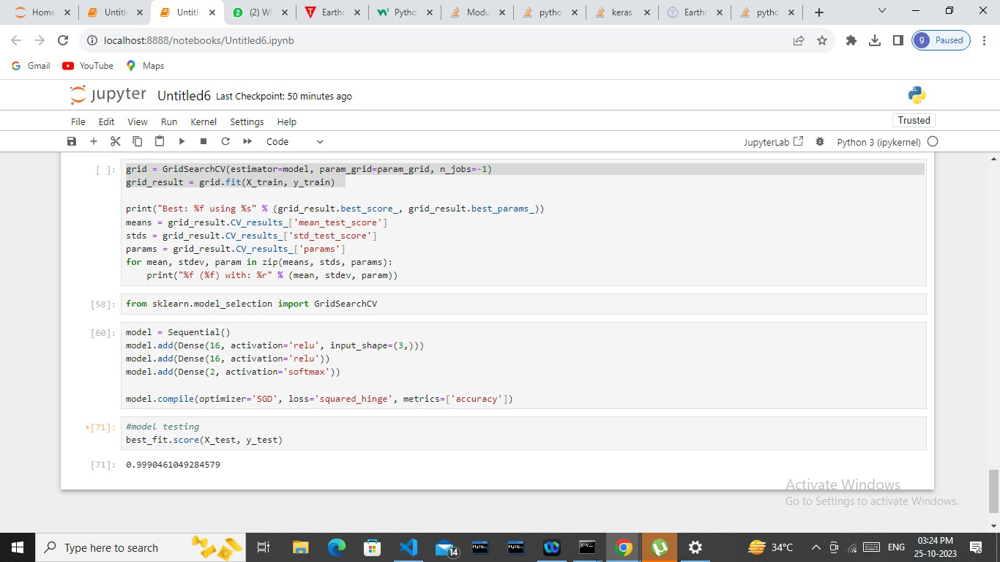 Home
Untitl
Untitl
(2) W
Earth
Pytho
Modu
pytho
keras
Earthc
pytho
localhost:8888/notebooks/Untitled6.ipynb
g Paused
Gmail
YouTube
Maps
jupyter Untitled6 Last Checkpoint: 50 minutes ago
File Edit View Run Kernel Settings Help
Trusted
Code
JupyterLab
Python 3 (ipykernel)
[ ]:
grid = GridSearchCV(estimator=model, param_grid=param_grid, n_jobs=-1)
grid_result = grid.fit(X_train, y_train)
print("Best: %f using %s" % (grid_result.best_score_, grid_result.best_params_))
means = grid_result.CV_results_['mean_test_score']
stds = grid_result.CV_results_['std_test_score']
params = grid_result.CV_results_['params']
for mean, stdev, param in zip(means, stds, params):
    print("%f (%f) with: %r" % (mean, stdev, param))
[58]:
from sklearn.model_selection import GridSearchCV
[60]:
model = Sequential()
model.add(Dense(16, activation='relu', input_shape=(3,)))
model.add(Dense(16, activation='relu'))
model.add(Dense(2, activation='softmax'))
model.compile(optimizer='SGD', loss='squared_hinge', metrics=['accuracy'])
•[71]:
#model testing
best_fit.score(X_test, y_test)
[71]:
0.9990461049284579
Activate Windows
Go to Settings to activate Windows.
Type here to search
14
34°C
ENG
03:24 PM
25-10-2023